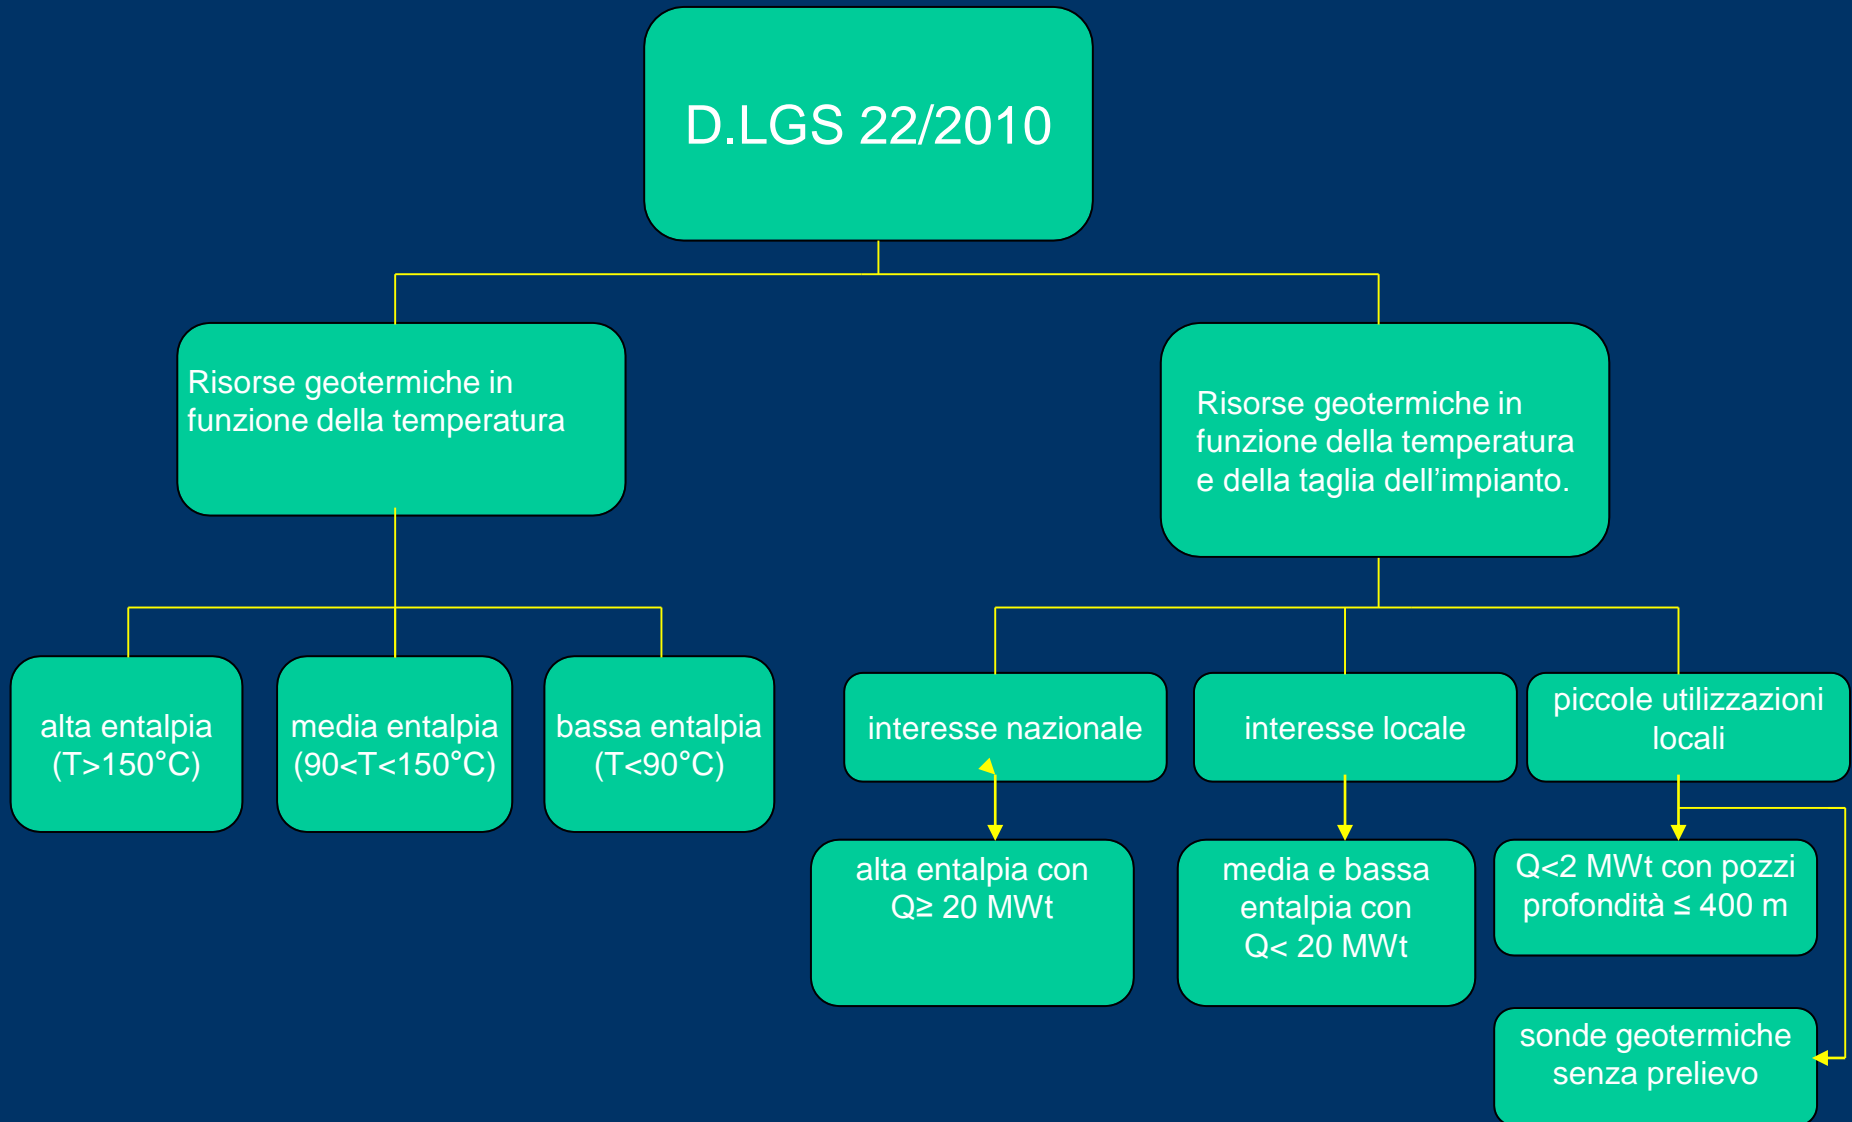 D.LGS 22/2010
Risorse geotermiche in
funzione della temperatura
Risorse geotermiche in
funzione della temperatura
e della taglia dell’impianto.
alta entalpia
(T>150°C)
media entalpia
(90<T<150°C)
bassa entalpia
(T<90°C)
interesse nazionale
interesse locale
piccole utilizzazioni
locali
alta entalpia con
Q≥ 20 MWt
media e bassa
entalpia con
Q< 20 MWt
Q<2 MWt con pozzi
profondità ≤ 400 m
sonde geotermiche
senza prelievo